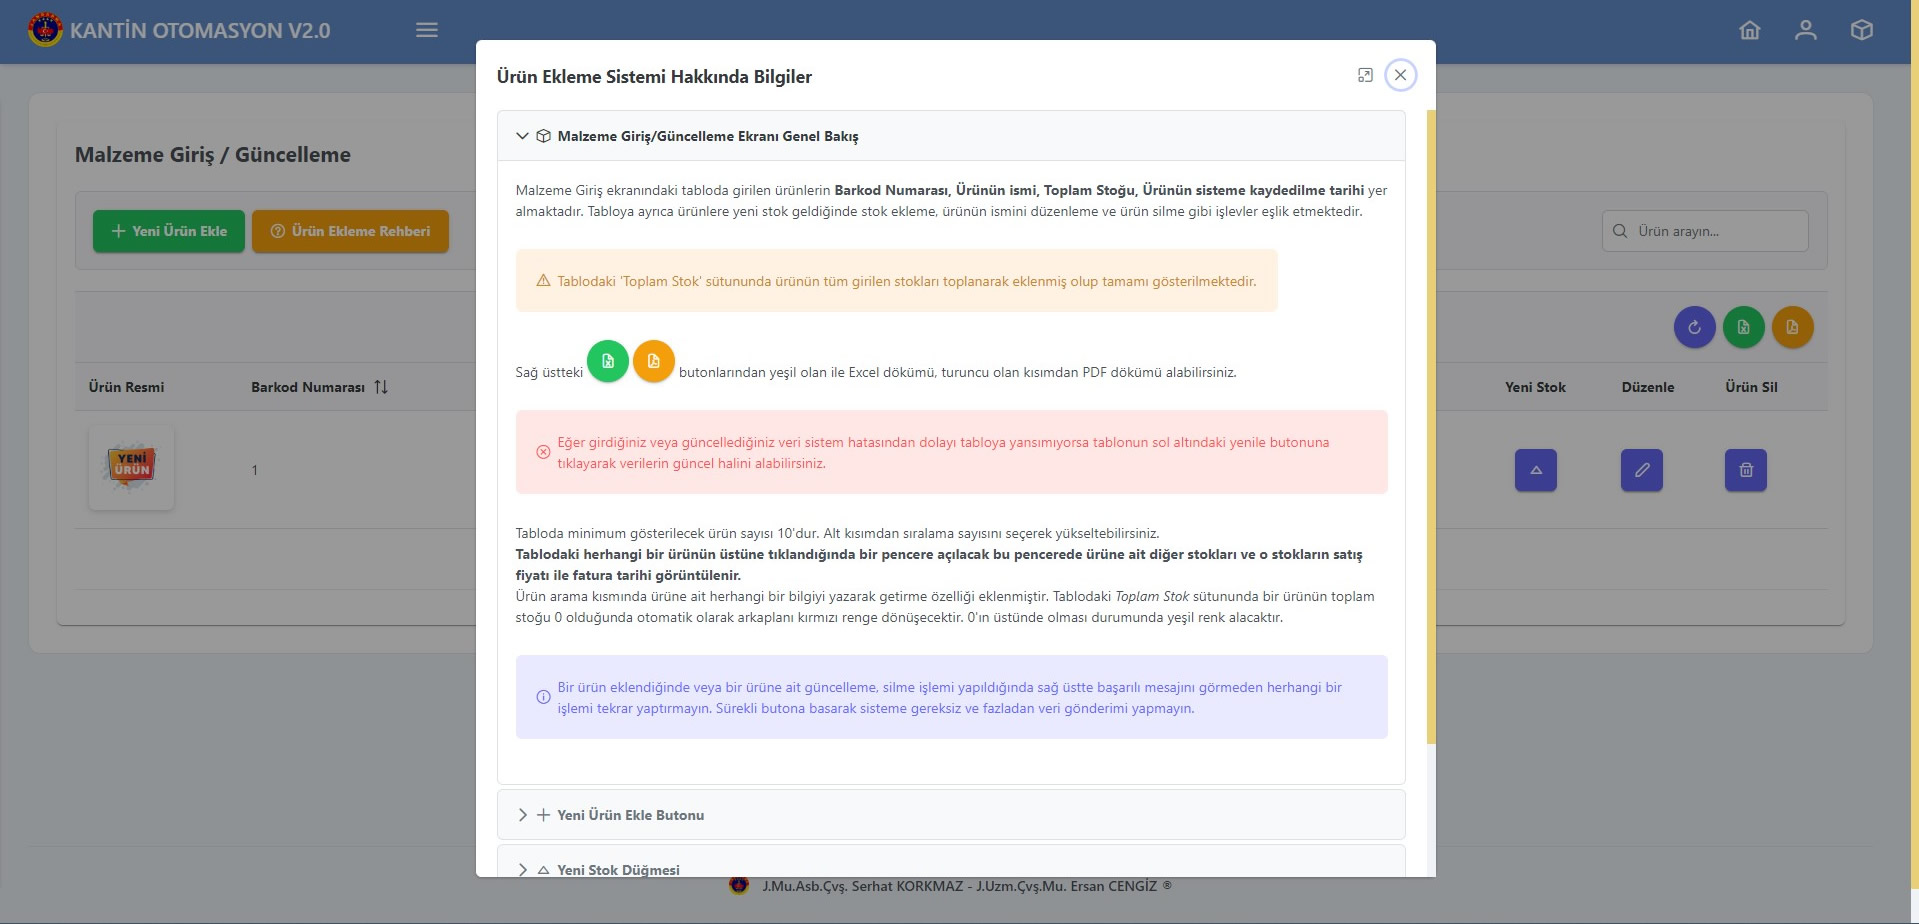 KANTİN OTOMASYON V2.0
Ürün Ekleme Sistemi Hakkında Bilgiler
Malzeme Giriş/Güncelleme Ekranı Genel Bakış
Malzeme Giriş ekranındaki tabloda girilen ürünlerin Barkod Numarası, Ürünün ismi, Toplam Stoğu, Ürünün sisteme kaydedilme tarihi yer
almaktadır. Tabloya ayrıca ürünlere yeni stok geldiğinde stok ekleme, ürünün ismini düzenleme ve ürün silme gibi işlevler eşlik etmektedir.
Tablodaki 'Toplam Stok' sütununda ürünün tüm girilen stokları toplanarak eklenmiş olup tamamı gösterilmektedir.
Sağ üstteki butonlarından yeşil olan ile Excel dökümü, turuncu olan kısımdan PDF dökümü alabilirsiniz.
Eğer girdiğiniz veya güncellediğiniz veri sistem hatasından dolayı tabloya yansımıyorsa tablonun sol altındaki yenile butonuna
tıklayarak verilerin güncel halini alabilirsiniz.
Tabloda minimum gösterilecek ürün sayısı 10'dur. Alt kısımdan sıralama sayısını seçerek yükseltebilirsiniz.
Tablodaki herhangi bir ürünün üstüne tıklandığında bir pencere açılacak bu pencerede ürüne ait diğer stokları ve o stokların satış
fiyatı ile fatura tarihi görüntülenir.
Ürün arama kısmında ürüne ait herhangi bir bilgiyi yazarak getirme özelliği eklenmiştir. Tablodaki Toplam Stok sütununda bir ürünün toplam
stoğu 0 olduğunda otomatik olarak arkaplanı kırmızı renge dönüşecektir. 0'ın üstünde olması durumunda yeşil renk alacaktır.
Bir ürün eklendiğinde veya bir ürüne ait güncelleme, silme işlemi yapıldığında sağ üstte başarılı mesajını görmeden herhangi bir
işlemi tekrar yaptırmayın. Sürekli butona basarak sisteme gereksiz ve fazladan veri gönderimi yapmayın.
Yeni Ürün Ekle Butonu
Yeni Stok Düğmesi
Malzeme Giriş / Güncelleme
Yeni Ürün Ekle
Ürün Ekleme Rehberi
Ürün arayın...
Ürün Resmi
Barkod Numarası
Yeni Stok
Düzenle
Ürün Sil
YENİ
ÜRÜN
1
J.Mu.Asb.Çvş. Serhat KORKMAZ - J.Uzm.Çvş.Mu. Ersan CENGİZ ®